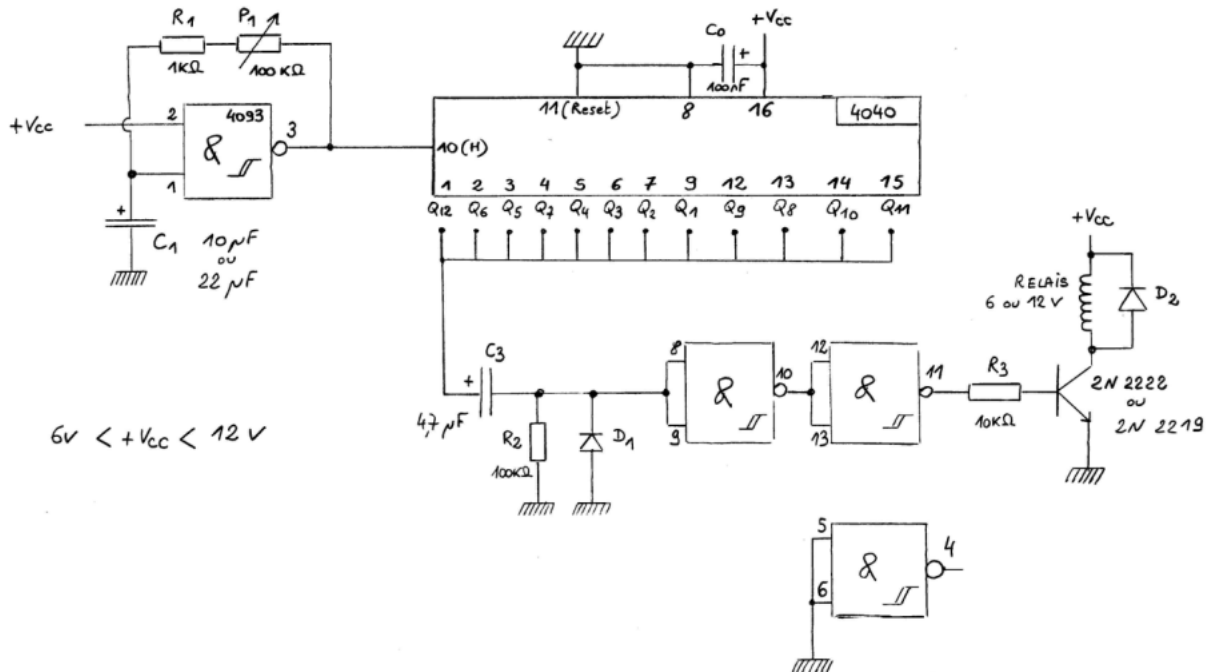 R1
P1
1KΩ
100KΩ
+Vcc
2
4093
3
&
1
+
C1
10 µF
ou
22 µF
C0
+Vcc
+
100nF
11(Reset)
8
16
4040
10(H)
1 2 3 4 5 6 7 9 12 13 14 15
Q12 Q6 Q5 Q7 Q4 Q3 Q2 Q1 Q9 Q8 Q10 Q11
+Vcc
RELAIS
6 ou 12 V
D2
C3
+
4,7 µF
R2
100KΩ
D1
8
&
10
9
12
&
11
13
R3
10KΩ
2N 2222
ou
2N 2219
6V < +Vcc < 12 V
5
&
4
6